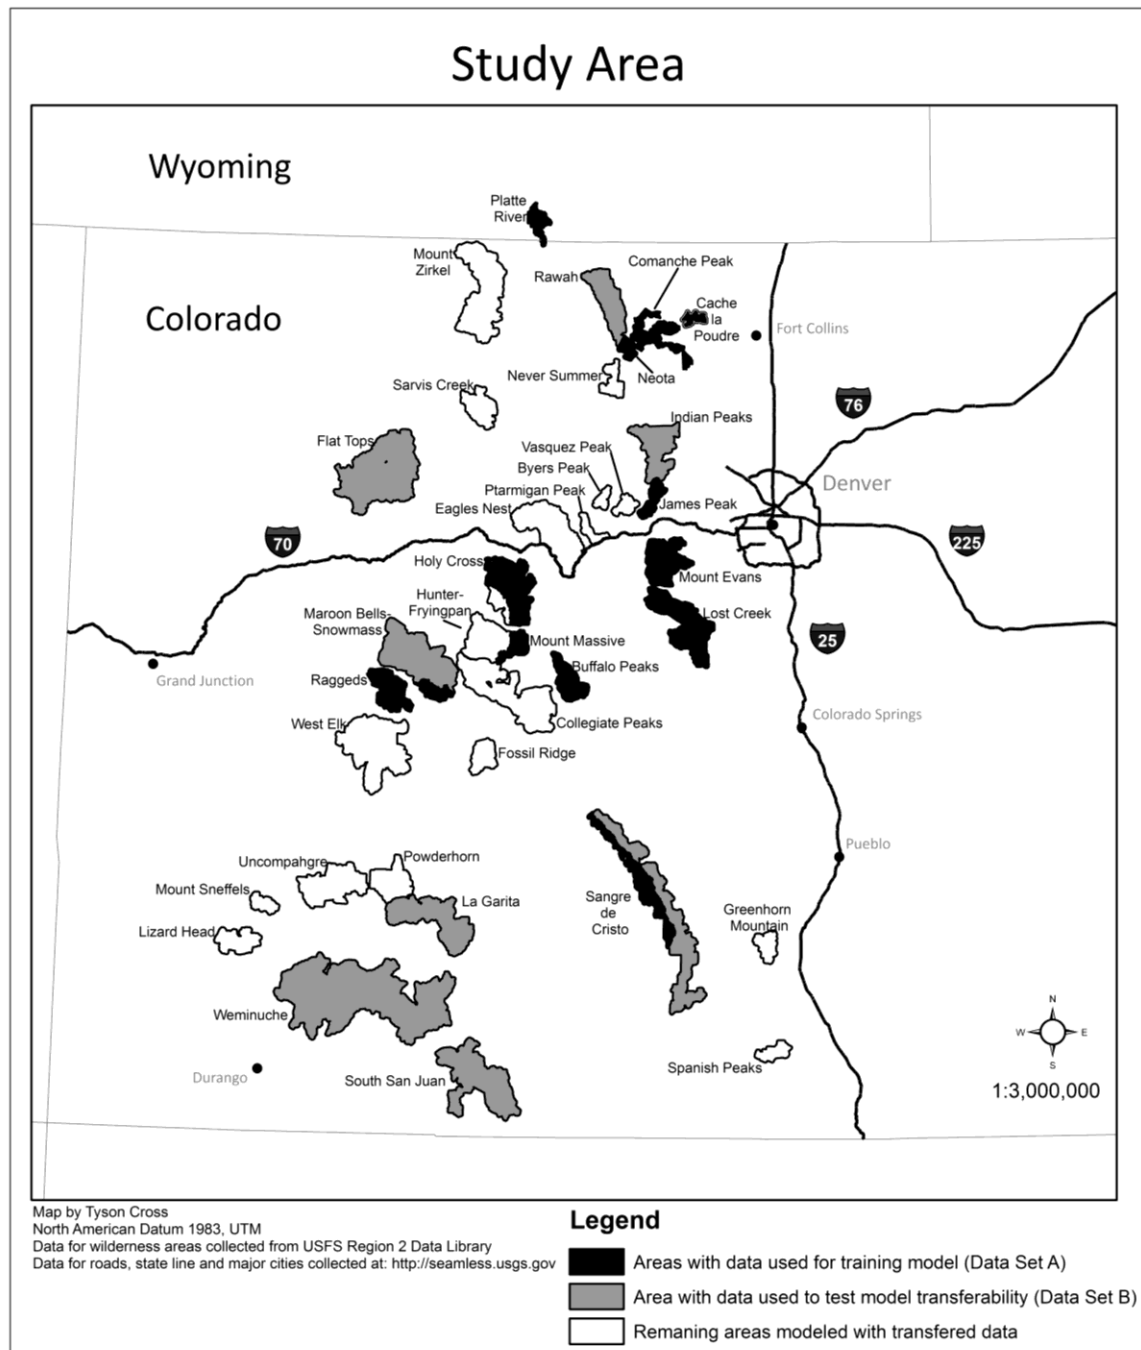 Study Area
Wyoming
Platte
River
Mount
Zirkel
Comanche Peak
Rawah
Cache
la
Poudre
Colorado
Fort Collins
Never Summer
Neota
Sarvis Creek
76
Indian Peaks
Flat Tops
Vasquez Peak
Byers Peak
Denver
Ptarmigan Peak
James Peak
Eagles Nest
70
225
Holy Cross
Mount Evans
Hunter-
Fryingpan
Maroon Bells-
Snowmass
Lost Creek
25
Mount Massive
Buffalo Peaks
Grand Junction
Raggeds
Colorado Springs
West Elk
Collegiate Peaks
Fossil Ridge
Pueblo
Uncompahgre
Powderhorn
Mount Sneffels
La Garita
Sangre
de
Cristo
Greenhorn
Mountain
Lizard Head
N
W
E
S
Weminuche
Spanish Peaks
Durango
South San Juan
1:3,000,000
Map by Tyson Cross
North American Datum 1983, UTM
Data for wilderness areas collected from USFS Region 2 Data Library
Data for roads, state line and major cities collected at: http://seamless.usgs.gov
Legend
Areas with data used for training model (Data Set A)
Area with data used to test model transferability (Data Set B)
Remaning areas modeled with transfered data